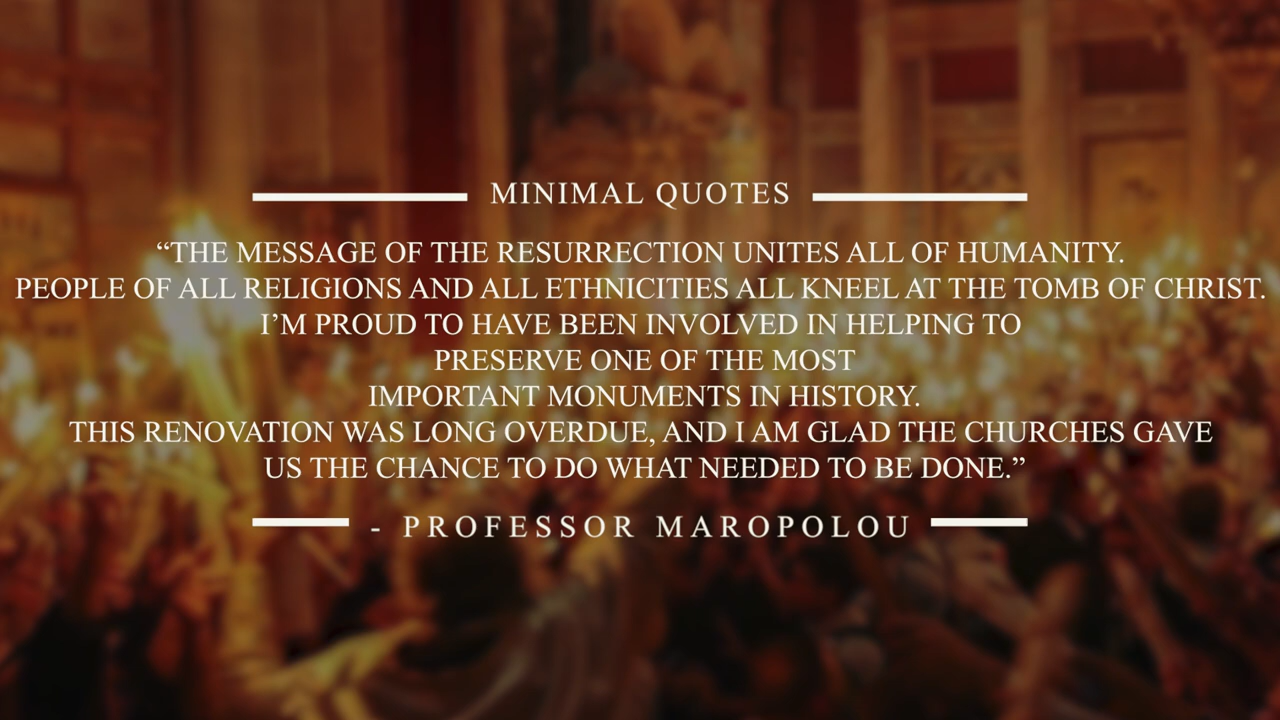 MINIMAL QUOTES
“THE MESSAGE OF THE RESURRECTION UNITES ALL OF HUMANITY.
PEOPLE OF ALL RELIGIONS AND ALL ETHNICITIES ALL KNEEL AT THE TOMB OF CHRIST.
I’M PROUD TO HAVE BEEN INVOLVED IN HELPING TO
PRESERVE ONE OF THE MOST
IMPORTANT MONUMENTS IN HISTORY.
THIS RENOVATION WAS LONG OVERDUE, AND I AM GLAD THE CHURCHES GAVE
US THE CHANCE TO DO WHAT NEEDED TO BE DONE.”
- PROFESSOR MAROPOLOU